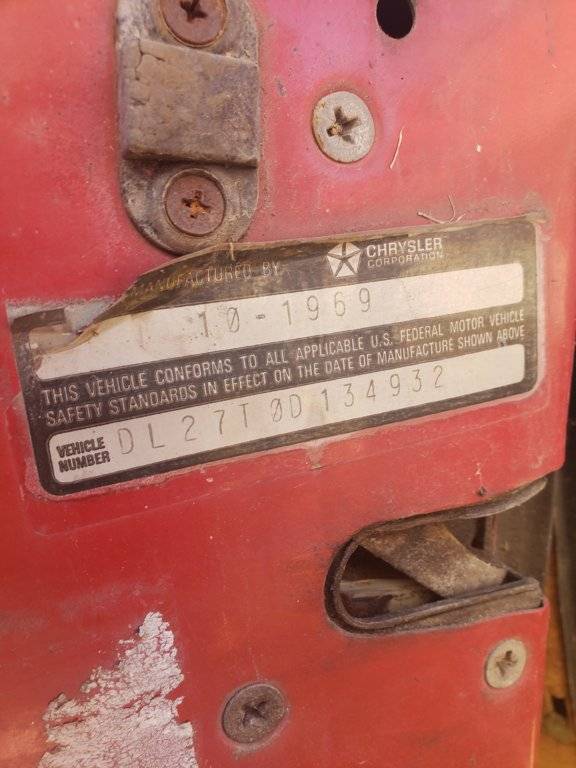 MANUFACTURED BY CHRYSLER
CORPORATION
10-1969
THIS VEHICLE CONFORMS TO ALL APPLICABLE U.S. FEDERAL MOTOR VEHICLE
SAFETY STANDARDS IN EFFECT ON THE DATE OF MANUFACTURE SHOWN ABOVE
VEHICLE
NUMBER DL27T0D134932